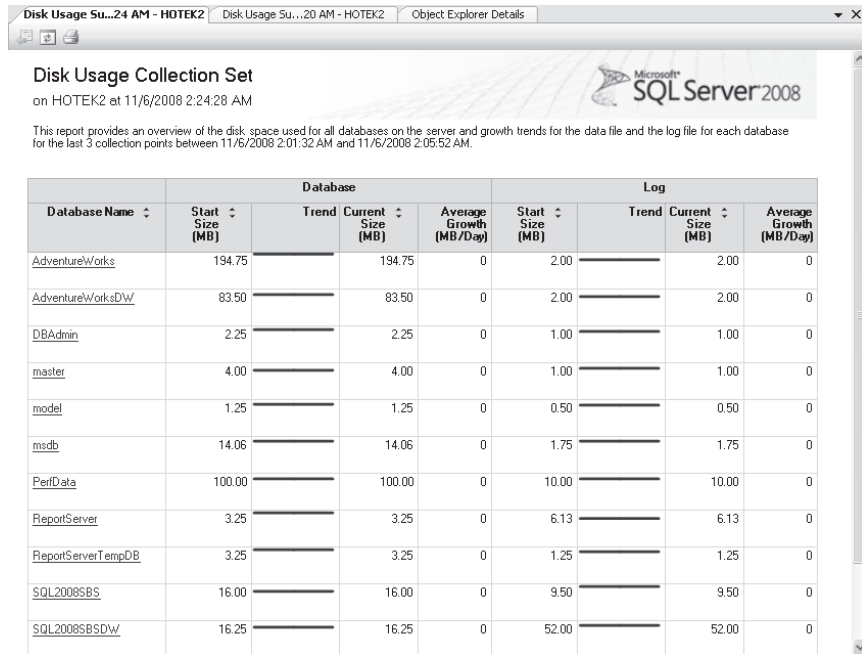 Disk Usage Su...24 AM - HOTEK2 Disk Usage Su...20 AM - HOTEK2 Object Explorer Details
Disk Usage Collection Set
on HOTEK2 at 11/6/2008 2:24:28 AM
Microsoft®
SQL Server 2008
This report provides an overview of the disk space used for all databases on the server and growth trends for the data file and the log file for each database
for the last 3 collection points between 11/6/2008 2:01:32 AM and 11/6/2008 2:05:52 AM.
Database Log
Database Name Start Size (MB) Trend Current Size (MB) Average Growth (MB/Day) Start Size (MB) Trend Current Size (MB) Average Growth (MB/Day)
AdventureWorks 194.75 194.75 0 2.00 2.00 0
AdventureWorksDW 83.50 83.50 0 2.00 2.00 0
DBAdmin 2.25 2.25 0 1.00 1.00 0
master 4.00 4.00 0 1.00 1.00 0
model 1.25 1.25 0 0.50 0.50 0
msdb 14.06 14.06 0 1.75 1.75 0
PerfData 100.00 100.00 0 10.00 10.00 0
ReportServer 3.25 3.25 0 6.13 6.13 0
ReportServerTempDB 3.25 3.25 0 1.25 1.25 0
SQL2008SBS 16.00 16.00 0 9.50 9.50 0
SQL2008SBSDW 16.25 16.25 0 52.00 52.00 0